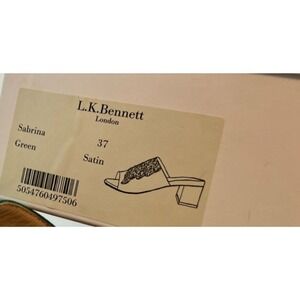 L.K.Bennett
London
Sabrina
37
Green
Satin
5054760497506